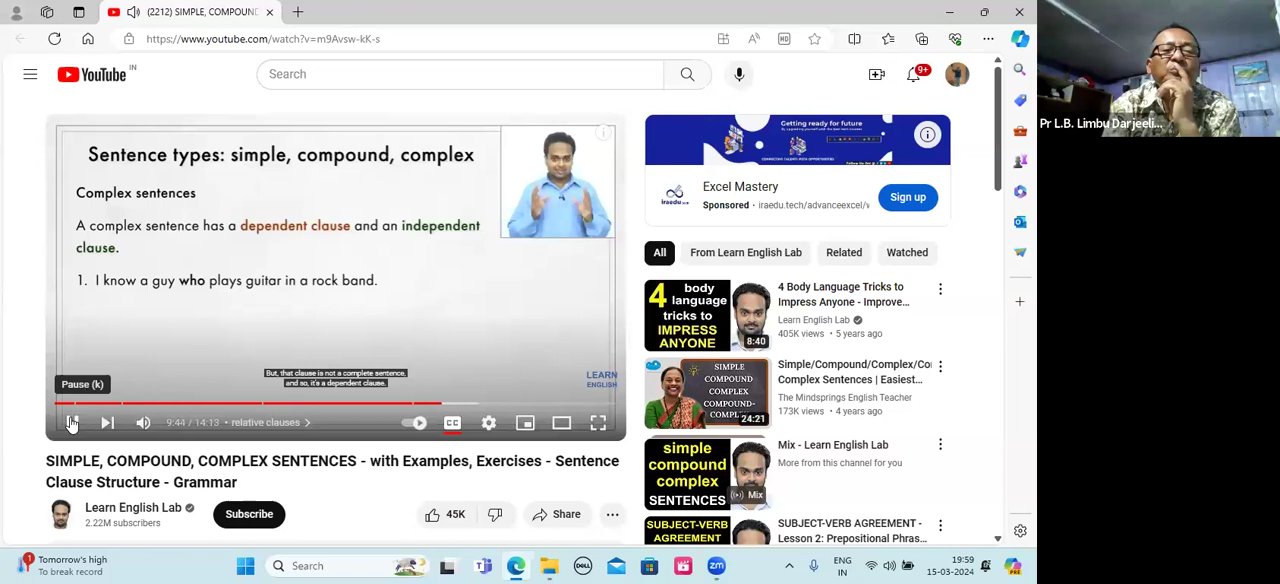 (2212) SIMPLE, COMPOUND
https://www.youtube.com/watch?v=m9Avsw-kK-s
YouTube IN
Search
9+
Sentence types: simple, compound, complex
Complex sentences
A complex sentence has a dependent clause and an independent
clause.
1. I know a guy who plays guitar in a rock band.
But, that clause is not a complete sentence,
and so, it's a dependent clause.
LEARN
ENGLISH
Pause (k)
9:44 / 14:13 • relative clauses >
CC
SIMPLE, COMPOUND, COMPLEX SENTENCES - with Examples, Exercises - Sentence
Clause Structure - Grammar
Learn English Lab
2.22M subscribers
Subscribe
45K
Share
Getting ready for future
Excel Mastery
Sponsored • iraedu.tech/advanceexcel/
Sign up
All
From Learn English Lab
Related
Watched
4 body
language
tricks to
IMPRESS
ANYONE
8:40
4 Body Language Tricks to
Impress Anyone - Improve...
Learn English Lab
405K views • 5 years ago
SIMPLE
COMPOUND
COMPLEX
COMPOUND-
24:21
Simple/Compound/Complex/Co
Complex Sentences | Easiest...
The Mindsprings English Teacher
173K views • 4 years ago
simple
compound
complex
SENTENCES
Mix
Mix - Learn English Lab
More from this channel for you
SUBJECT-VERB
AGREEMENT
SUBJECT-VERB AGREEMENT -
Lesson 2: Prepositional Phras...
Pr L.B. Limbu Darjeeli...
1
Tomorrow's high
To break record
Search
DELL
zm
ENG
IN
19:59
15-03-2024
PRE